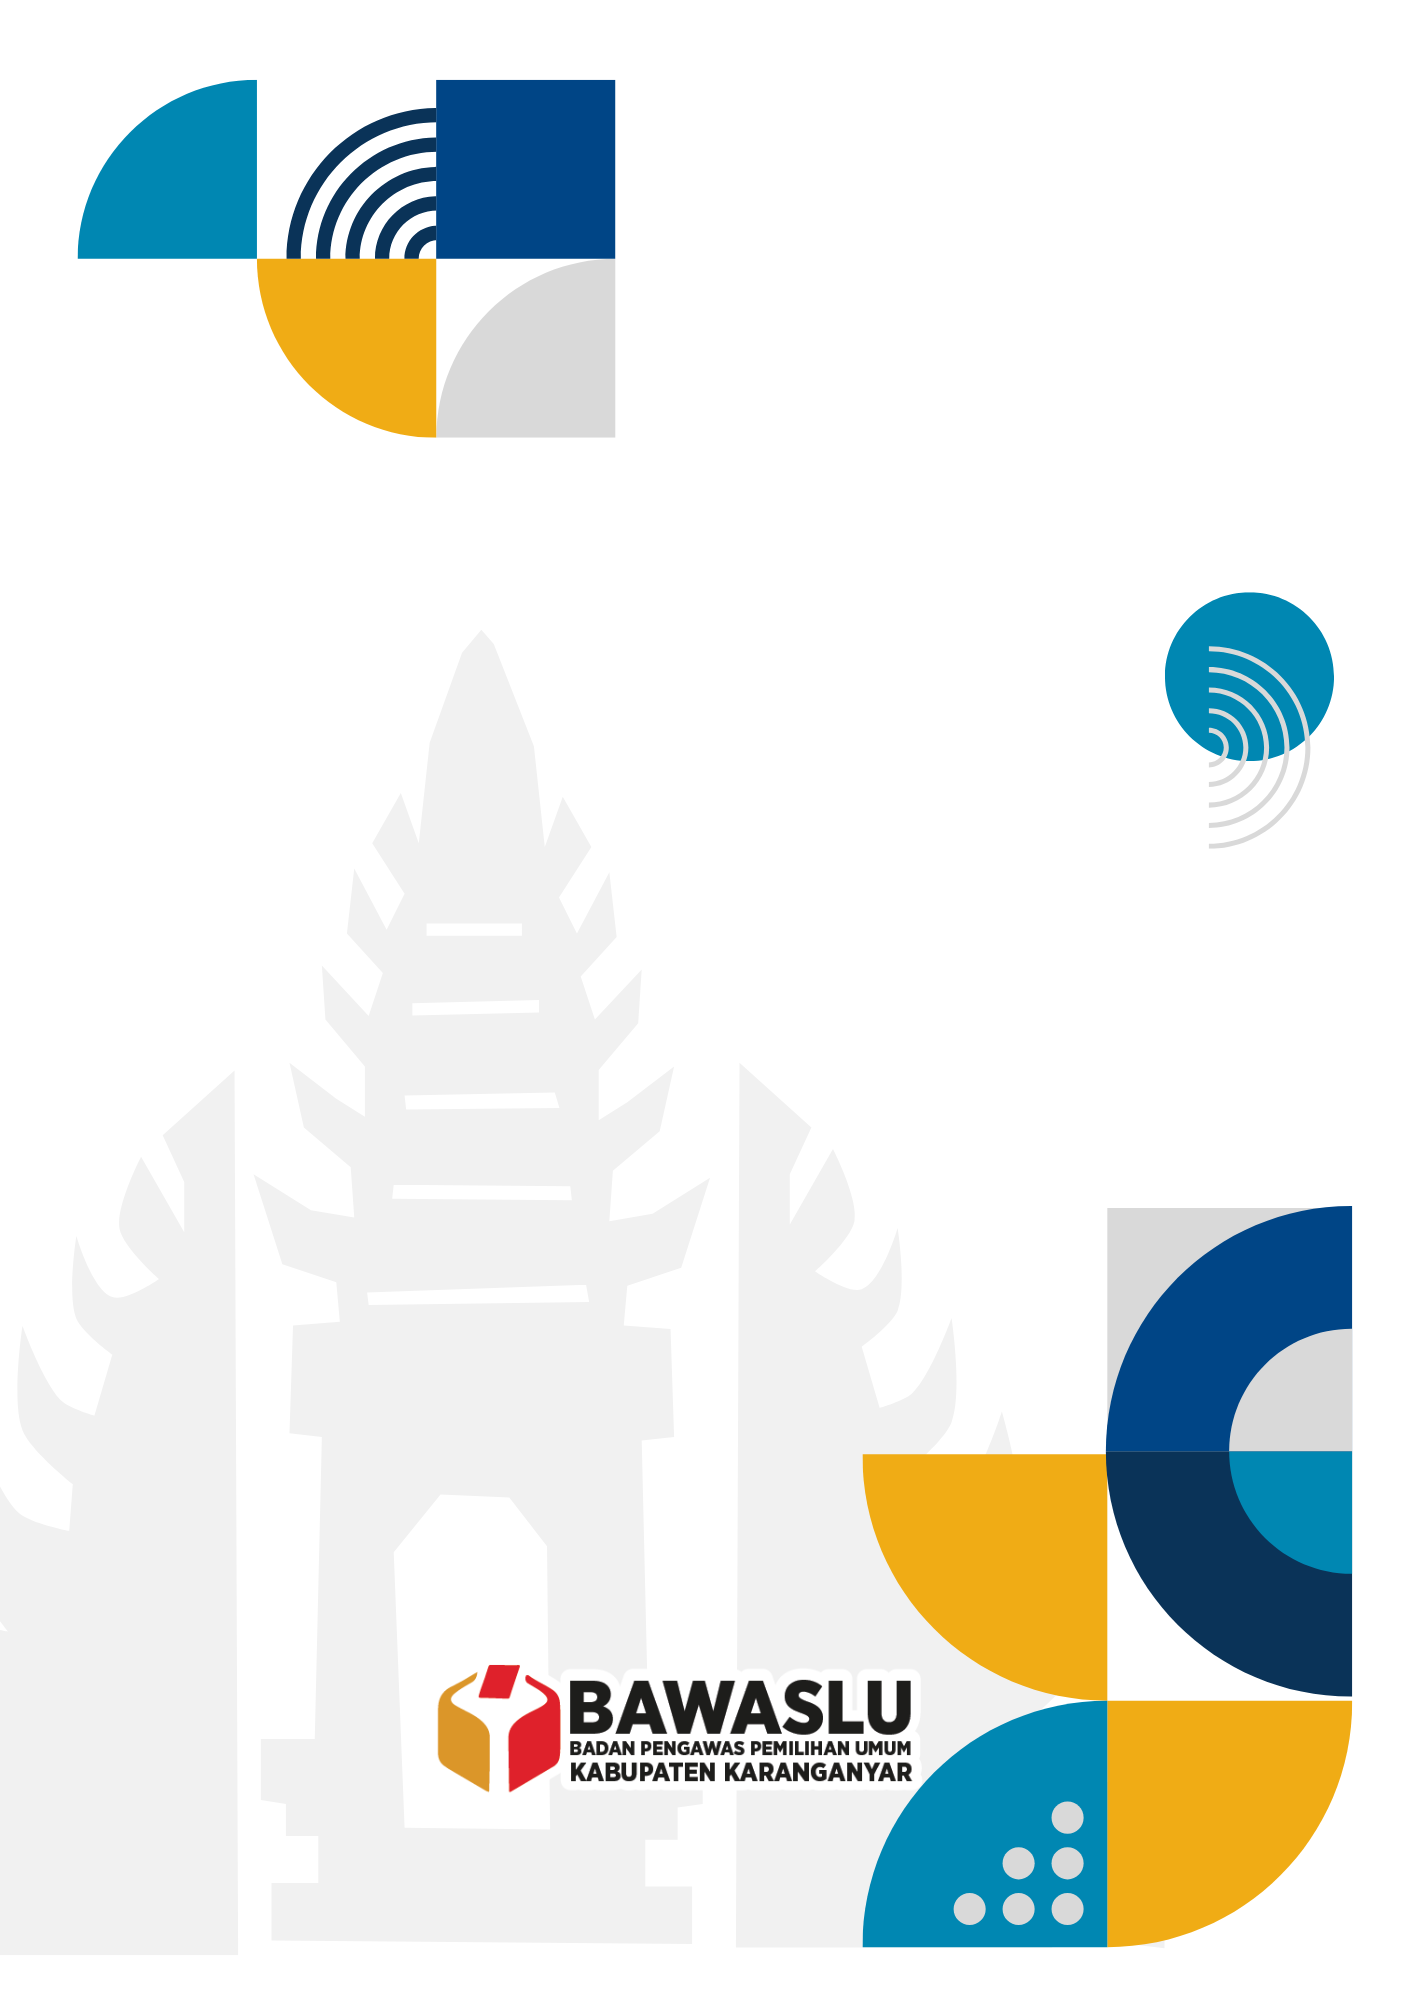 BAWASLU
BADAN PENGAWAS PEMILIHAN UMUM
KABUPATEN KARANGANYAR